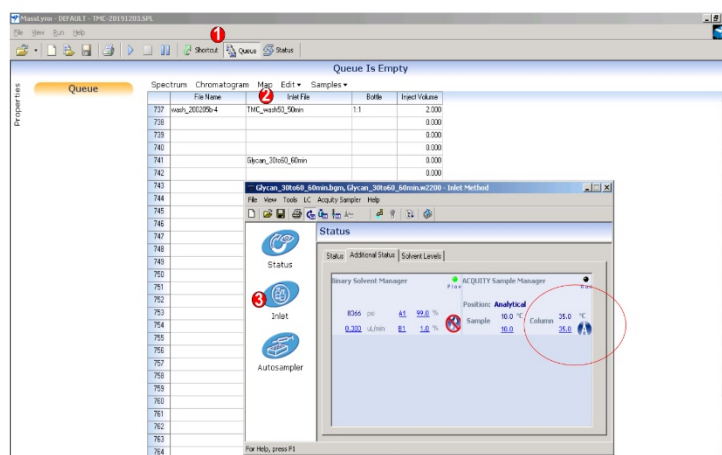 MassLynx - DEFAULT - TMC-20191203.SPL
File View Run Help
1
Shortcut Queue Status
Queue Is Empty
Properties
Queue
Spectrum Chromatogram Map Edit Samples
2
File Name Inlet File Bottle Inject Volume
737 wash_200205b-4 TMC_wash50_50min 1:1 2.000
738 0.000
739 0.000
740 0.000
741 Glycan_30to60_60min 0.000
742 0.000
743
744
745
746
747
748
749
750
751
752
753
754
755
756
757
758
759
760
761
762
763
764
Glycan_30to60_60min.bgm, Glycan_30to60_60min.w2200 - Inlet Method
File View Tools LC Acquity Sampler Help
Status
Status
3
Inlet
Autosampler
Status Additional Status Solvent Levels
Binary Solvent Manager
Flow
8366 psi A1 99.0 %
0.300 uL/min B1 1.0 %
ACQUITY Sample Manager
Run
Position: Analytical
Sample 10.0 °C Column 35.0 °C
10.0 35.0
For Help, press F1